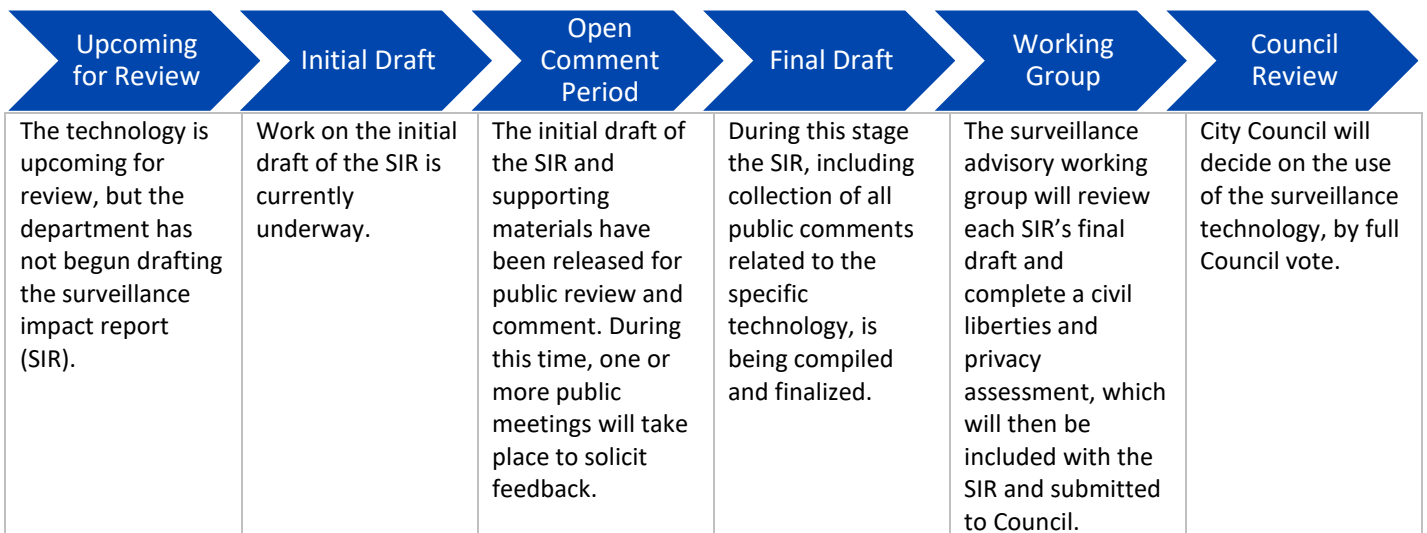 Upcoming
for Review
Initial Draft
Open
Comment
Period
Final Draft
Working
Group
Council
Review
The technology is
upcoming for
review, but the
department has
not begun drafting
the surveillance
impact report
(SIR).
Work on the initial
draft of the SIR is
currently
underway.
The initial draft of
the SIR and
supporting
materials have
been released for
public review and
comment. During
this time, one or
more public
meetings will take
place to solicit
feedback.
During this stage
the SIR, including
collection of all
public comments
related to the
specific
technology, is
being compiled
and finalized.
The surveillance
advisory working
group will review
each SIR’s final
draft and
complete a civil
liberties and
privacy
assessment, which
will then be
included with the
SIR and submitted
to Council.
City Council will
decide on the use
of the surveillance
technology, by full
Council vote.